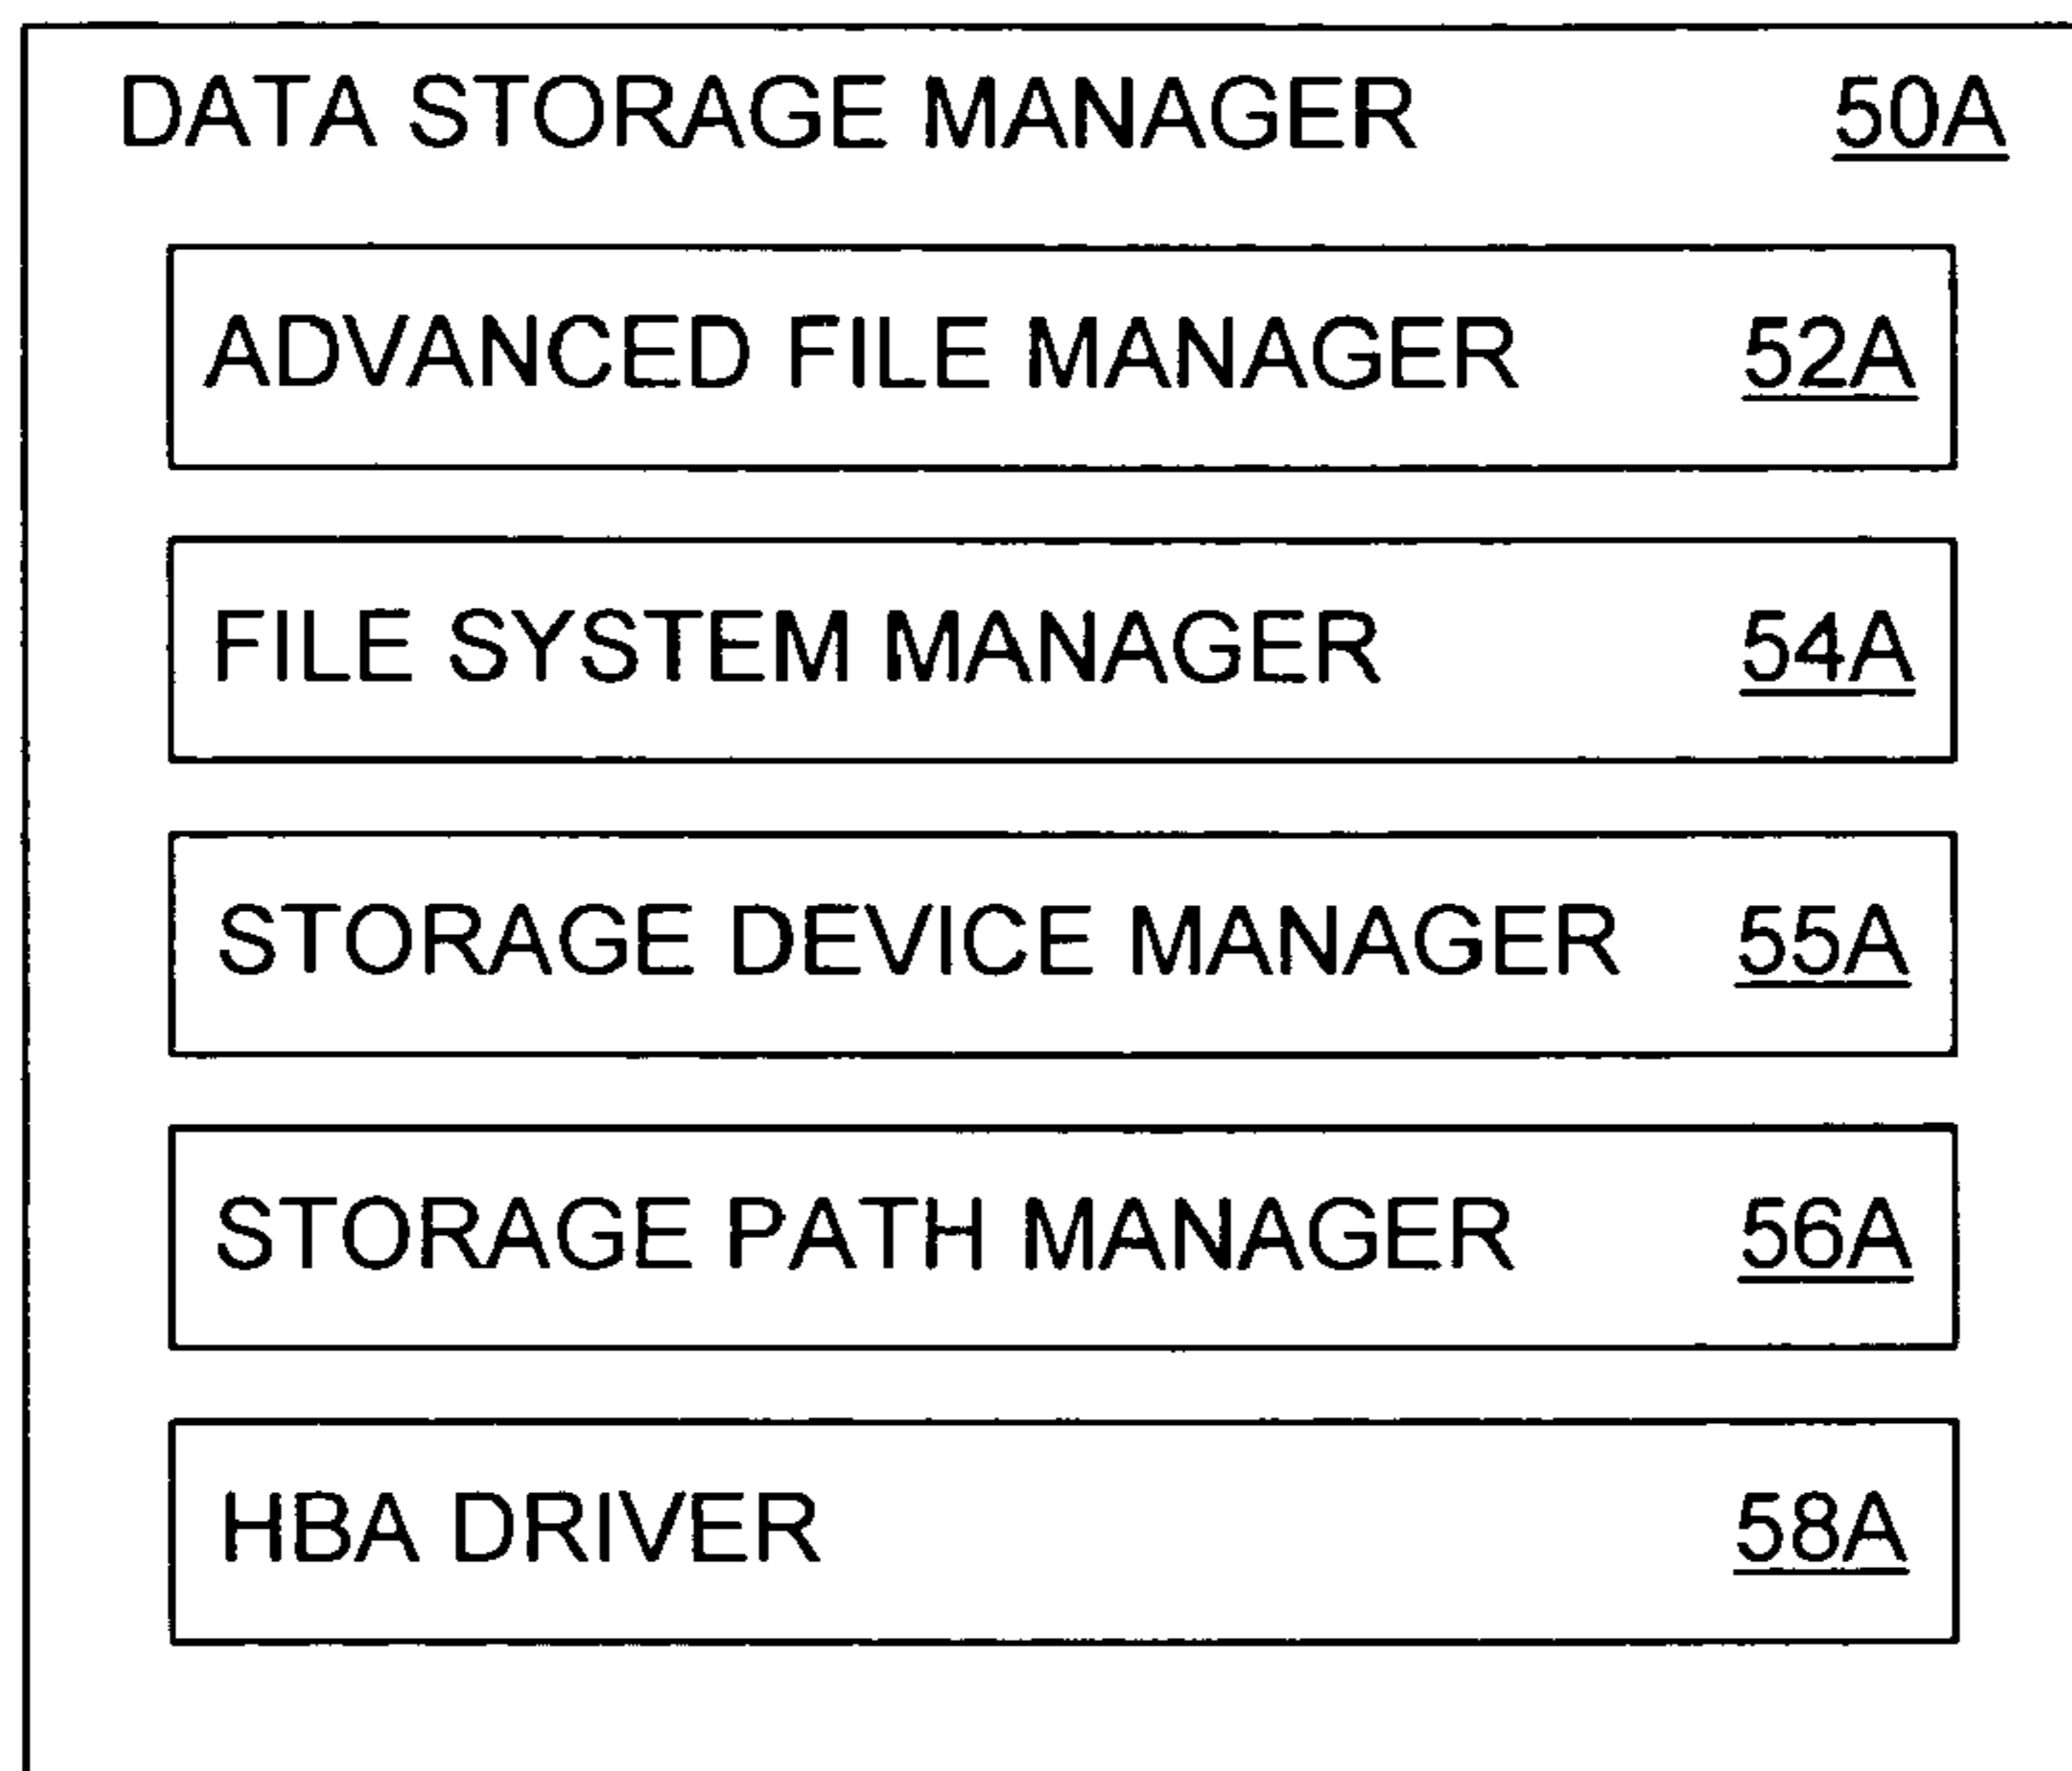 DATA STORAGE MANAGER 50A
ADVANCED FILE MANAGER 52A
FILE SYSTEM MANAGER 54A
STORAGE DEVICE MANAGER 55A
STORAGE PATH MANAGER 56A
HBA DRIVER 58A